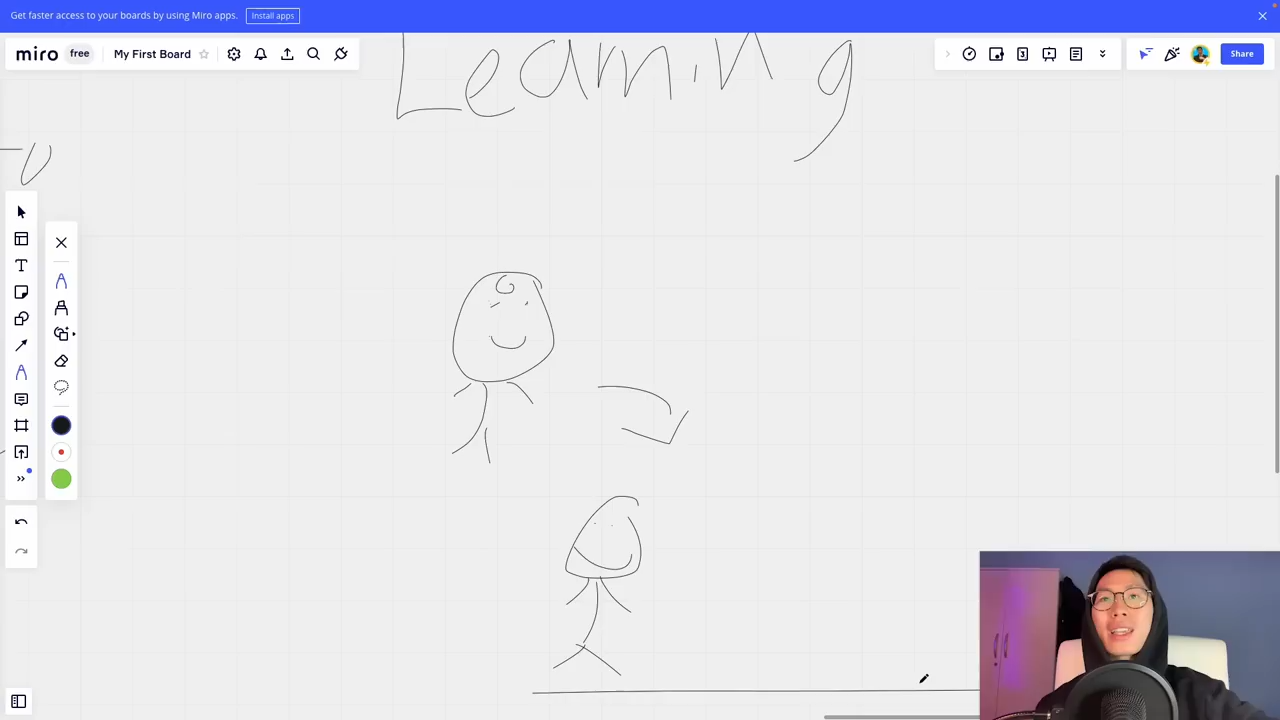 Get faster access to your boards by using Miro apps. Install apps
miro free My First Board
3
Share
Learning
T